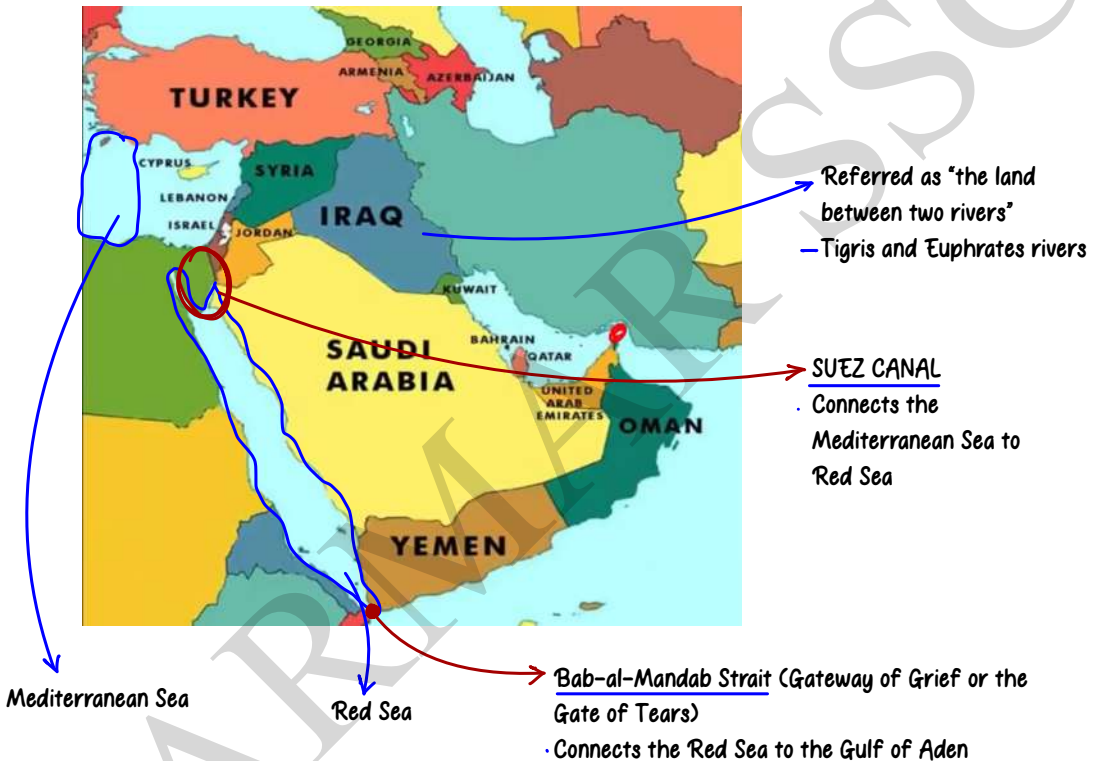 GEORGIA
ARMENIA
AZERBAIJAN
TURKEY
CYPRUS
SYRIA
LEBANON
IRAQ
ISRAEL
JORDAN
KUWAIT
BAHRAIN
QATAR
SAUDI
ARABIA
UNITED
ARAB
EMIRATES
OMAN
YEMEN
Referred as “the land
between two rivers”
– Tigris and Euphrates rivers
SUEZ CANAL
· Connects the
Mediterranean Sea to
Red Sea
Mediterranean Sea
Red Sea
Bab-al-Mandab Strait (Gateway of Grief or the
Gate of Tears)
· Connects the Red Sea to the Gulf of Aden
ARMAR SSC